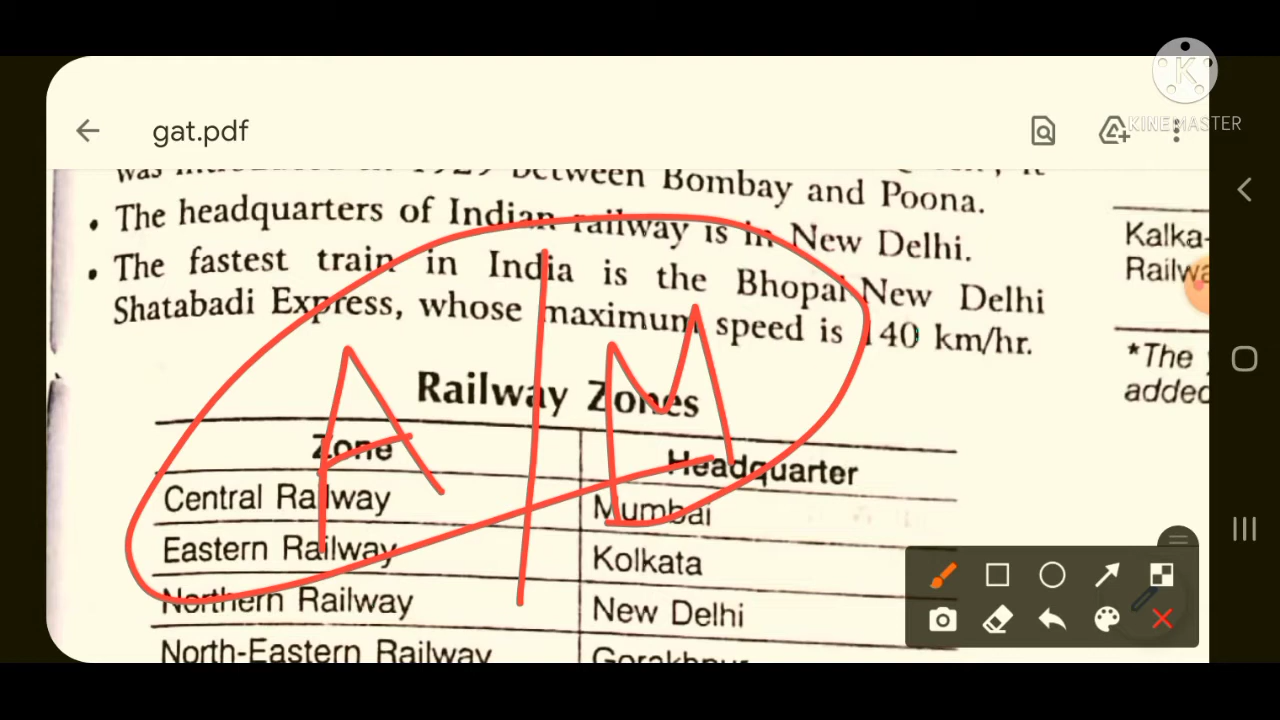 KINEMASTER
gat.pdf
between Bombay and Poona.
• The headquarters of Indian railway is in New Delhi.
• The fastest train in India is the Bhopal New Delhi
Shatabadi Express, whose maximum speed is 140 km/hr.
Railway Zones
Zone Headquarter
Central Railway Mumbai
Eastern Railway Kolkata
Northern Railway New Delhi
North-Eastern Railway Gorakhpur
Kalka-
Railwa
*The
added
A M